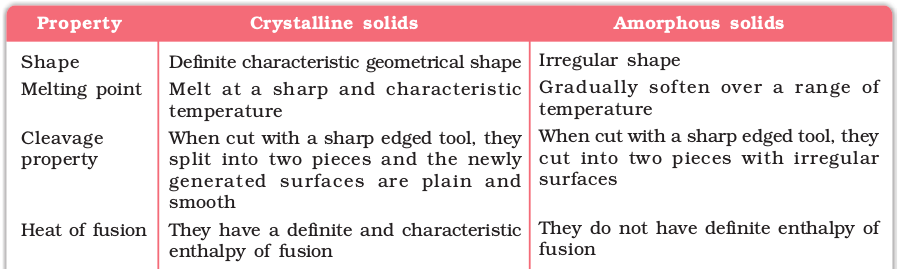 Property Crystalline solids Amorphous solids
Shape Definite characteristic geometrical shape Irregular shape
Melting point Melt at a sharp and characteristic temperature Gradually soften over a range of temperature
Cleavage property When cut with a sharp edged tool, they split into two pieces and the newly generated surfaces are plain and smooth When cut with a sharp edged tool, they cut into two pieces with irregular surfaces
Heat of fusion They have a definite and characteristic enthalpy of fusion They do not have definite enthalpy of fusion